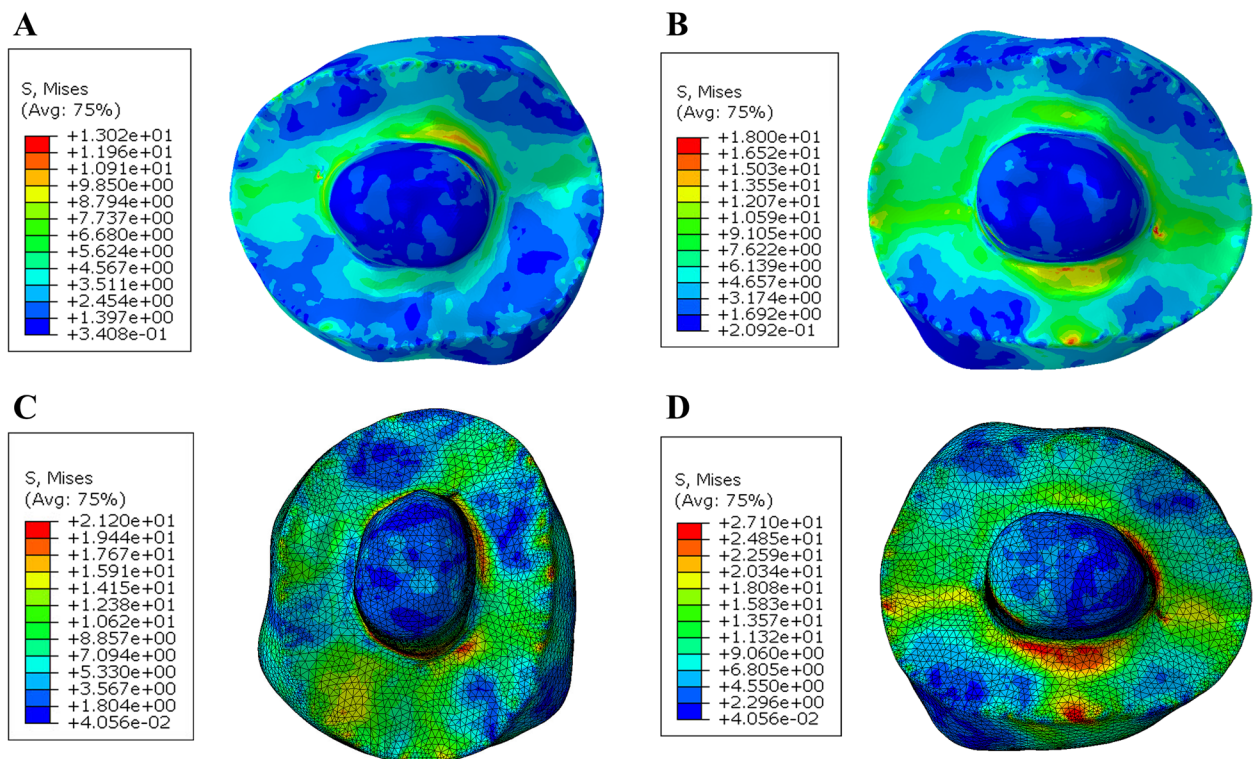 A
S, Mises
(Avg: 75%)
+1.302e+01
+1.196e+01
+1.091e+01
+9.850e+00
+8.794e+00
+7.737e+00
+6.680e+00
+5.624e+00
+4.567e+00
+3.511e+00
+2.454e+00
+1.397e+00
+3.408e-01
B
S, Mises
(Avg: 75%)
+1.800e+01
+1.652e+01
+1.503e+01
+1.355e+01
+1.207e+01
+1.059e+01
+9.105e+00
+7.622e+00
+6.139e+00
+4.657e+00
+3.174e+00
+1.692e+00
+2.092e-01
C
S, Mises
(Avg: 75%)
+2.120e+01
+1.944e+01
+1.767e+01
+1.591e+01
+1.415e+01
+1.238e+01
+1.062e+01
+8.857e+00
+7.094e+00
+5.330e+00
+3.567e+00
+1.804e+00
+4.056e-02
D
S, Mises
(Avg: 75%)
+2.710e+01
+2.485e+01
+2.259e+01
+2.034e+01
+1.808e+01
+1.583e+01
+1.357e+01
+1.132e+01
+9.060e+00
+6.805e+00
+4.550e+00
+2.296e+00
+4.056e-02